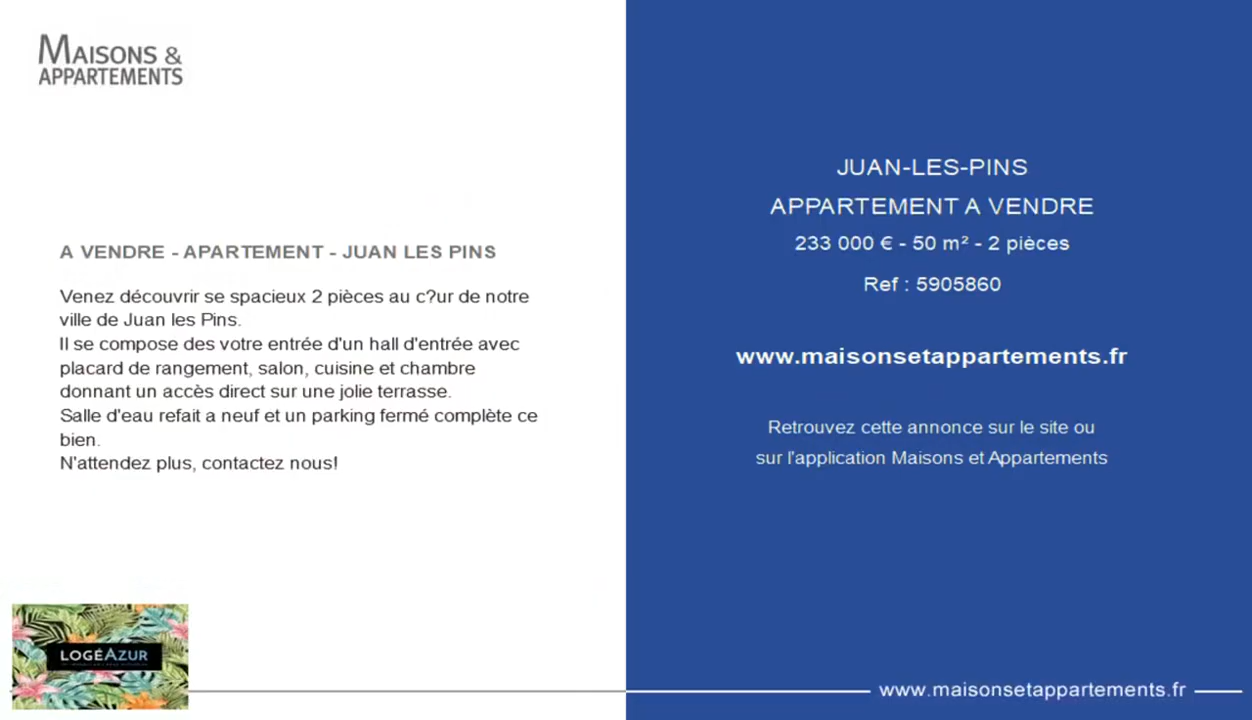 MAISONS &
APPARTEMENTS
A VENDRE - APARTEMENT - JUAN LES PINS
Venez découvrir se spacieux 2 pièces au c?ur de notre
ville de Juan les Pins.
Il se compose des votre entrée d'un hall d'entrée avec
placard de rangement, salon, cuisine et chambre
donnant un accès direct sur une jolie terrasse.
Salle d'eau refait a neuf et un parking fermé complète ce
bien.
N'attendez plus, contactez nous!
LOGÉAZUR
JUAN-LES-PINS
APPARTEMENT A VENDRE
233 000 € - 50 m² - 2 pièces
Ref : 5905860
www.maisonsetappartements.fr
Retrouvez cette annonce sur le site ou
sur l'application Maisons et Appartements
www.maisonsetappartements.fr